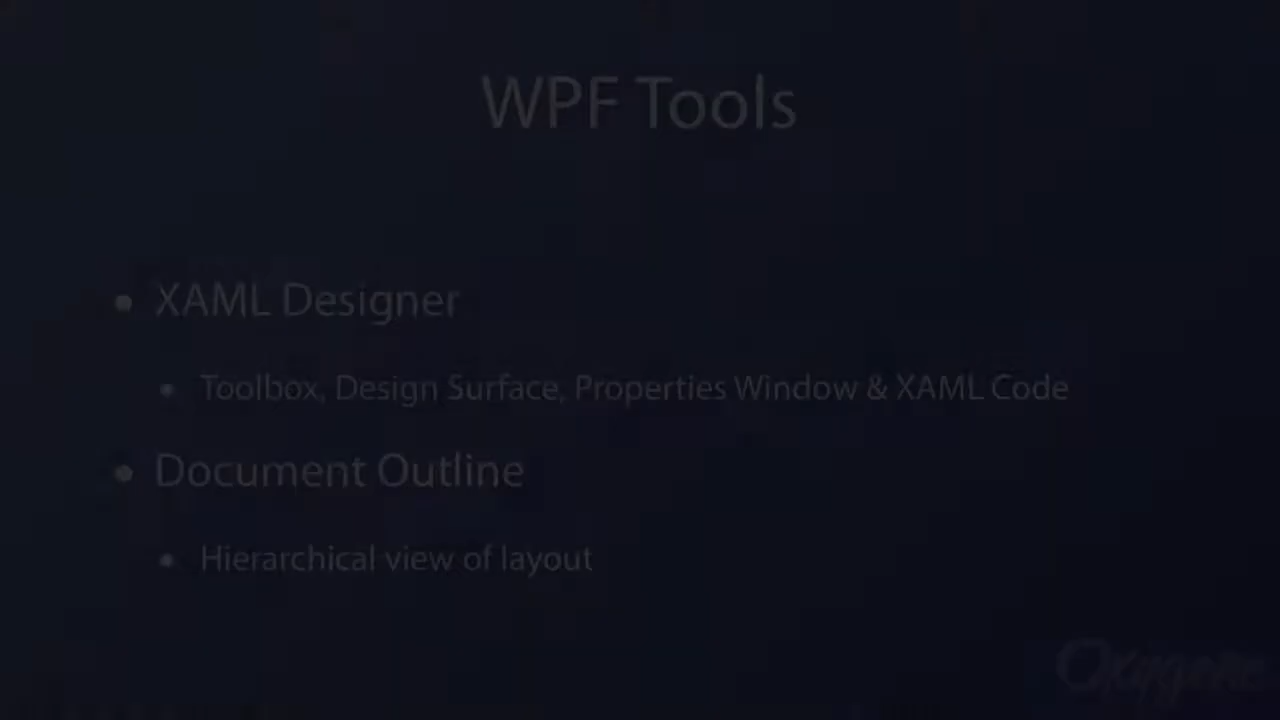 WPF Tools
• XAML Designer
• Toolbox, Design Surface, Properties Window & XAML Code
• Document Outline
• Hierarchical view of layout